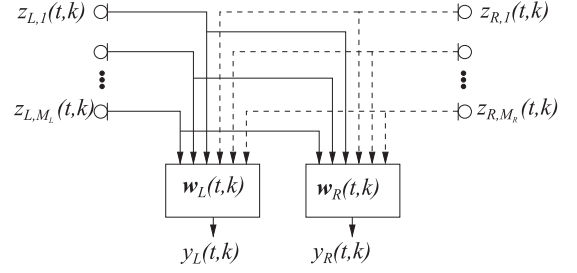 z_{L,1}(t,k) z_{R,1}(t,k)
z_{L,M_L}(t,k) z_{R,M_R}(t,k)
w_L(t,k) w_R(t,k)
y_L(t,k) y_R(t,k)